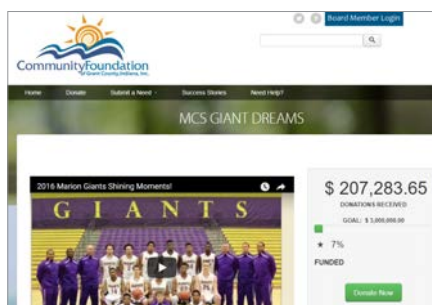 Board Member Login
CommunityFoundation
of Grant County, Indiana, Inc.
Home Donate Submit a Need Success Stories Need Help?
MCS GIANT DREAMS
2016 Marion Giants Shining Moments!
GIANTS
$ 207,283.65
DONATIONS RECEIVED
GOAL: $ 3,000,000.00
7%
FUNDED
Donate Now